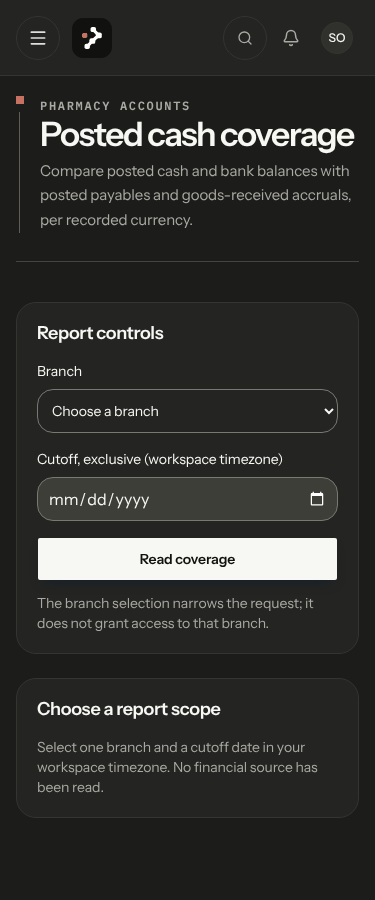 SO
PHARMACY ACCOUNTS
Posted cash coverage
Compare posted cash and bank balances with
posted payables and goods-received accruals,
per recorded currency.
Report controls
Branch
Choose a branch
Cutoff, exclusive (workspace timezone)
mm/dd/yyyy
Read coverage
The branch selection narrows the request; it
does not grant access to that branch.
Choose a report scope
Select one branch and a cutoff date in your
workspace timezone. No financial source has
been read.